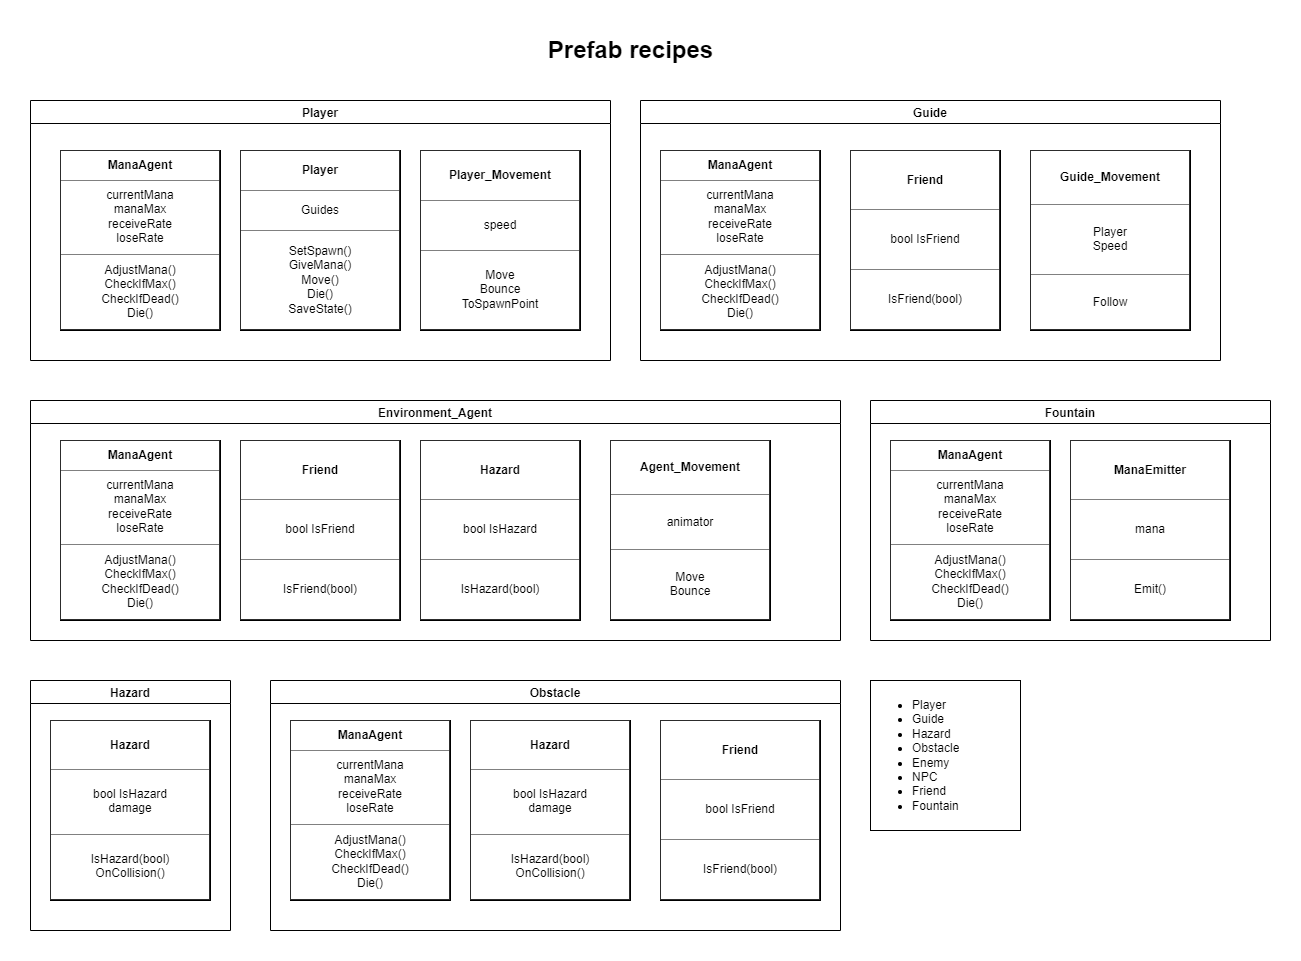 Prefab recipes
Player
ManaAgent
currentMana
manaMax
receiveRate
loseRate
AdjustMana()
CheckIfMax()
CheckIfDead()
Die()
Player
Guides
SetSpawn()
GiveMana()
Move()
Die()
SaveState()
Player_Movement
speed
Move
Bounce
ToSpawnPoint
Guide
ManaAgent
currentMana
manaMax
receiveRate
loseRate
AdjustMana()
CheckIfMax()
CheckIfDead()
Die()
Friend
bool IsFriend
IsFriend(bool)
Guide_Movement
Player
Speed
Follow
Environment_Agent
ManaAgent
currentMana
manaMax
receiveRate
loseRate
AdjustMana()
CheckIfMax()
CheckIfDead()
Die()
Friend
bool IsFriend
IsFriend(bool)
Hazard
bool IsHazard
IsHazard(bool)
Agent_Movement
animator
Move
Bounce
Fountain
ManaAgent
currentMana
manaMax
receiveRate
loseRate
AdjustMana()
CheckIfMax()
CheckIfDead()
Die()
ManaEmitter
mana
Emit()
Hazard
Hazard
bool IsHazard
damage
IsHazard(bool)
OnCollision()
Obstacle
ManaAgent
currentMana
manaMax
receiveRate
loseRate
AdjustMana()
CheckIfMax()
CheckIfDead()
Die()
Hazard
bool IsHazard
damage
IsHazard(bool)
OnCollision()
Friend
bool IsFriend
IsFriend(bool)
• Player
• Guide
• Hazard
• Obstacle
• Enemy
• NPC
• Friend
• Fountain